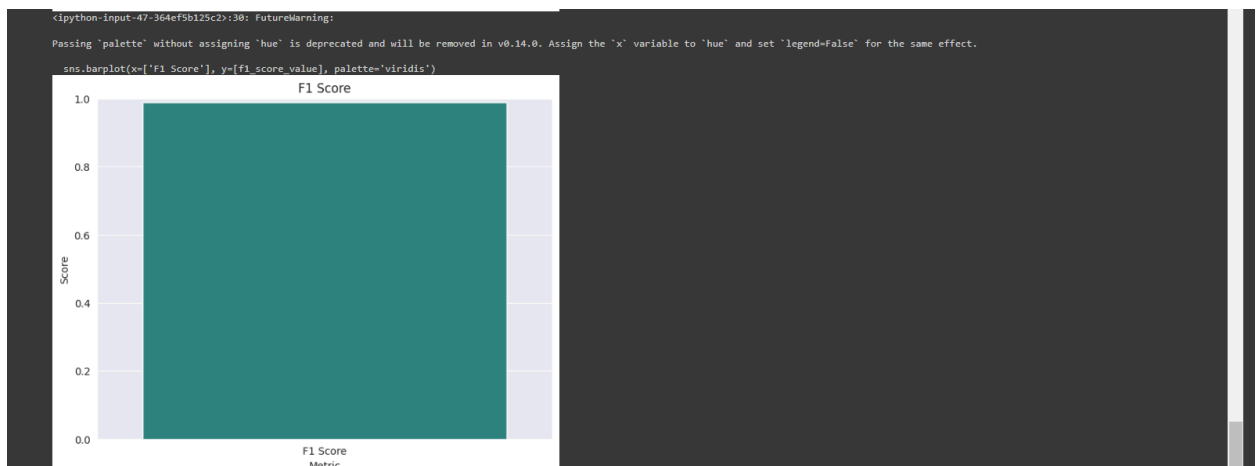 <ipython-input-47-364ef5b125c2>:30: FutureWarning:
Passing `palette` without assigning `hue` is deprecated and will be removed in v0.14.0. Assign the `x` variable to `hue` and set `legend=False` for the same effect.
sns.barplot(x=['F1 Score'], y=[f1_score_value], palette='viridis')
F1 Score
1.0
0.8
0.6
Score
0.4
0.2
0.0
F1 Score
Metric